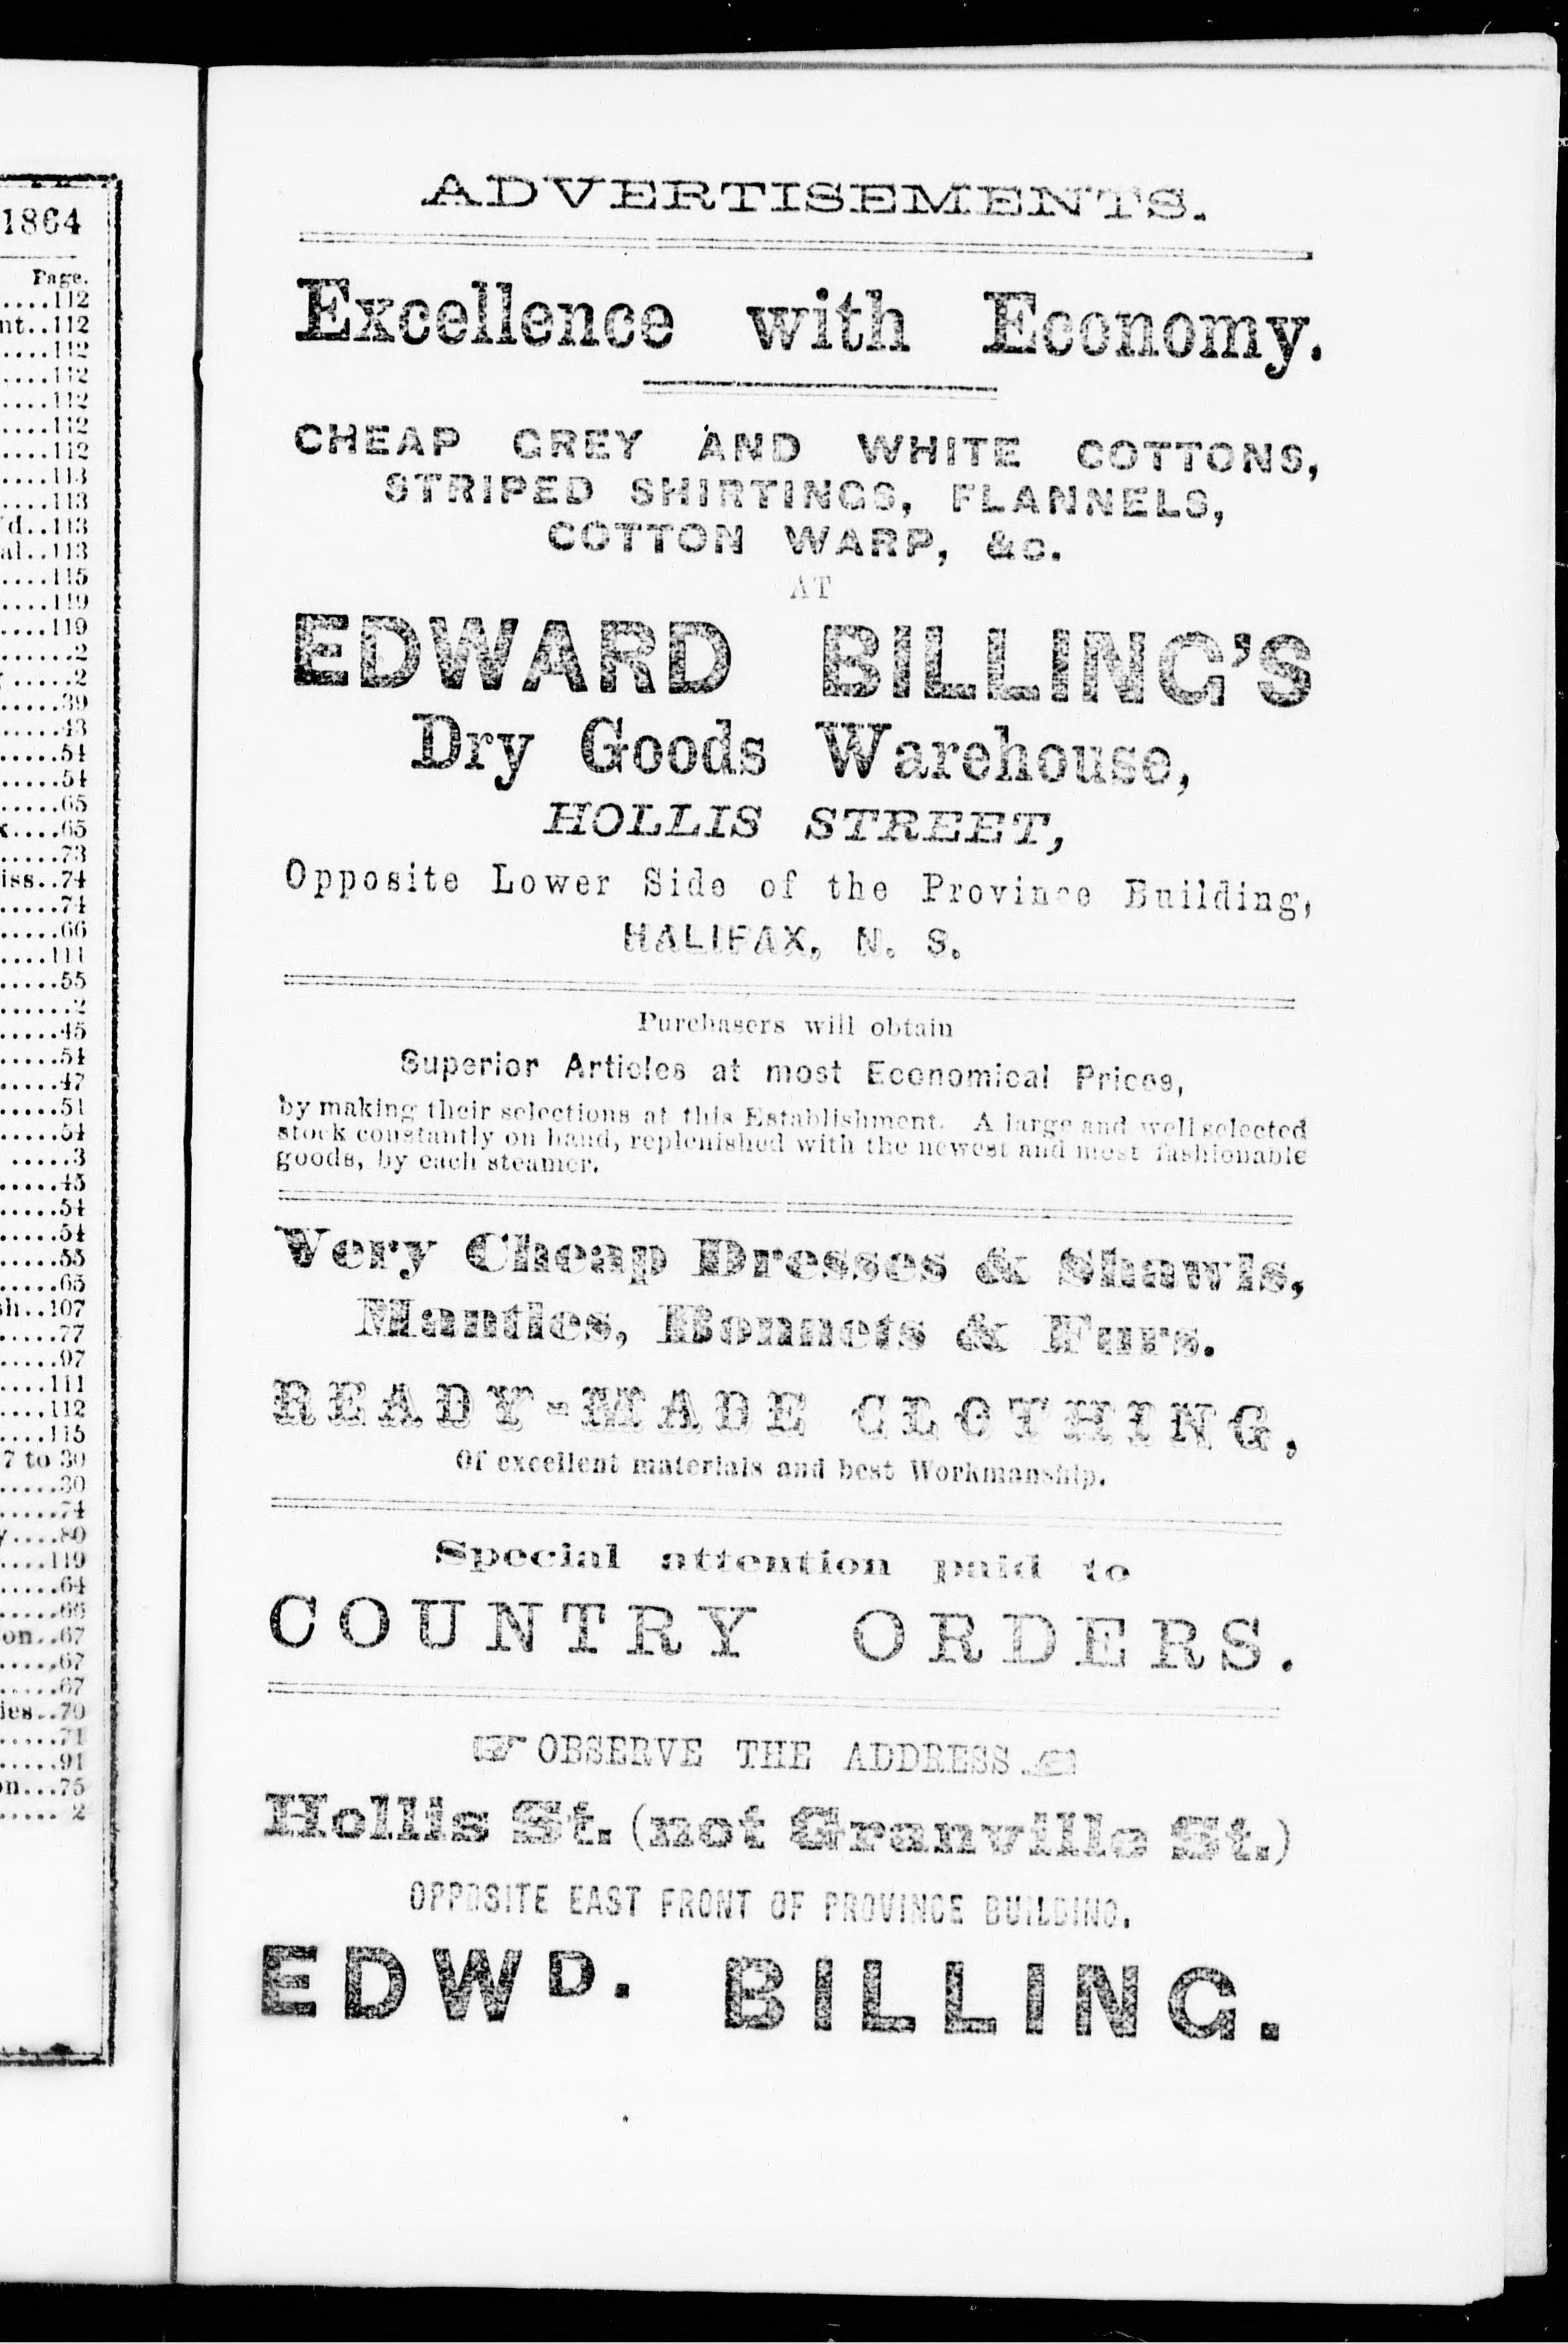 1864
Page.
....112
nt..112
....112
....112
....112
....112
....112
....113
....113
'd..113
al..113
....115
....119
....119
......2
......2
.....39
.....43
.....54
.....54
.....65
x....65
.....73
iss..74
.....74
.....66
....111
.....55
......2
.....45
.....54
.....47
.....51
.....54
.....3
.....45
.....54
.....54
.....55
.....65
sh..107
.....77
.....97
....111
....112
....115
7 to 30
.....30
.....74
y....80
....119
.....64
.....66
on..67
.....67
.....67
ies..70
.....71
.....91
on...75
..... 2
ADVERTISEMENTS.
Excellence with Economy.
CHEAP GREY AND WHITE COTTONS,
STRIPED SHIRTINGS, FLANNELS,
COTTON WARP, &c.
AT
EDWARD BILLING'S
Dry Goods Warehouse,
HOLLIS STREET,
Opposite Lower Side of the Province Building,
HALIFAX, N. S.
Purchasers will obtain
Superior Articles at most Economical Prices,
by making their selections at this Establishment. A large and well selected
stock constantly on hand, replenished with the newest and most fashionable
goods, by each steamer.
Very Cheap Dresses & Shawls,
Mantles, Bonnets & Furs.
READY-MADE CLOTHING,
Of excellent materials and best Workmanship.
Special attention paid to
COUNTRY ORDERS.
☞ OBSERVE THE ADDRESS. ☜
Hollis St. (not Granville St.)
OPPOSITE EAST FRONT OF PROVINCE BUILDING.
EDWD. BILLING.